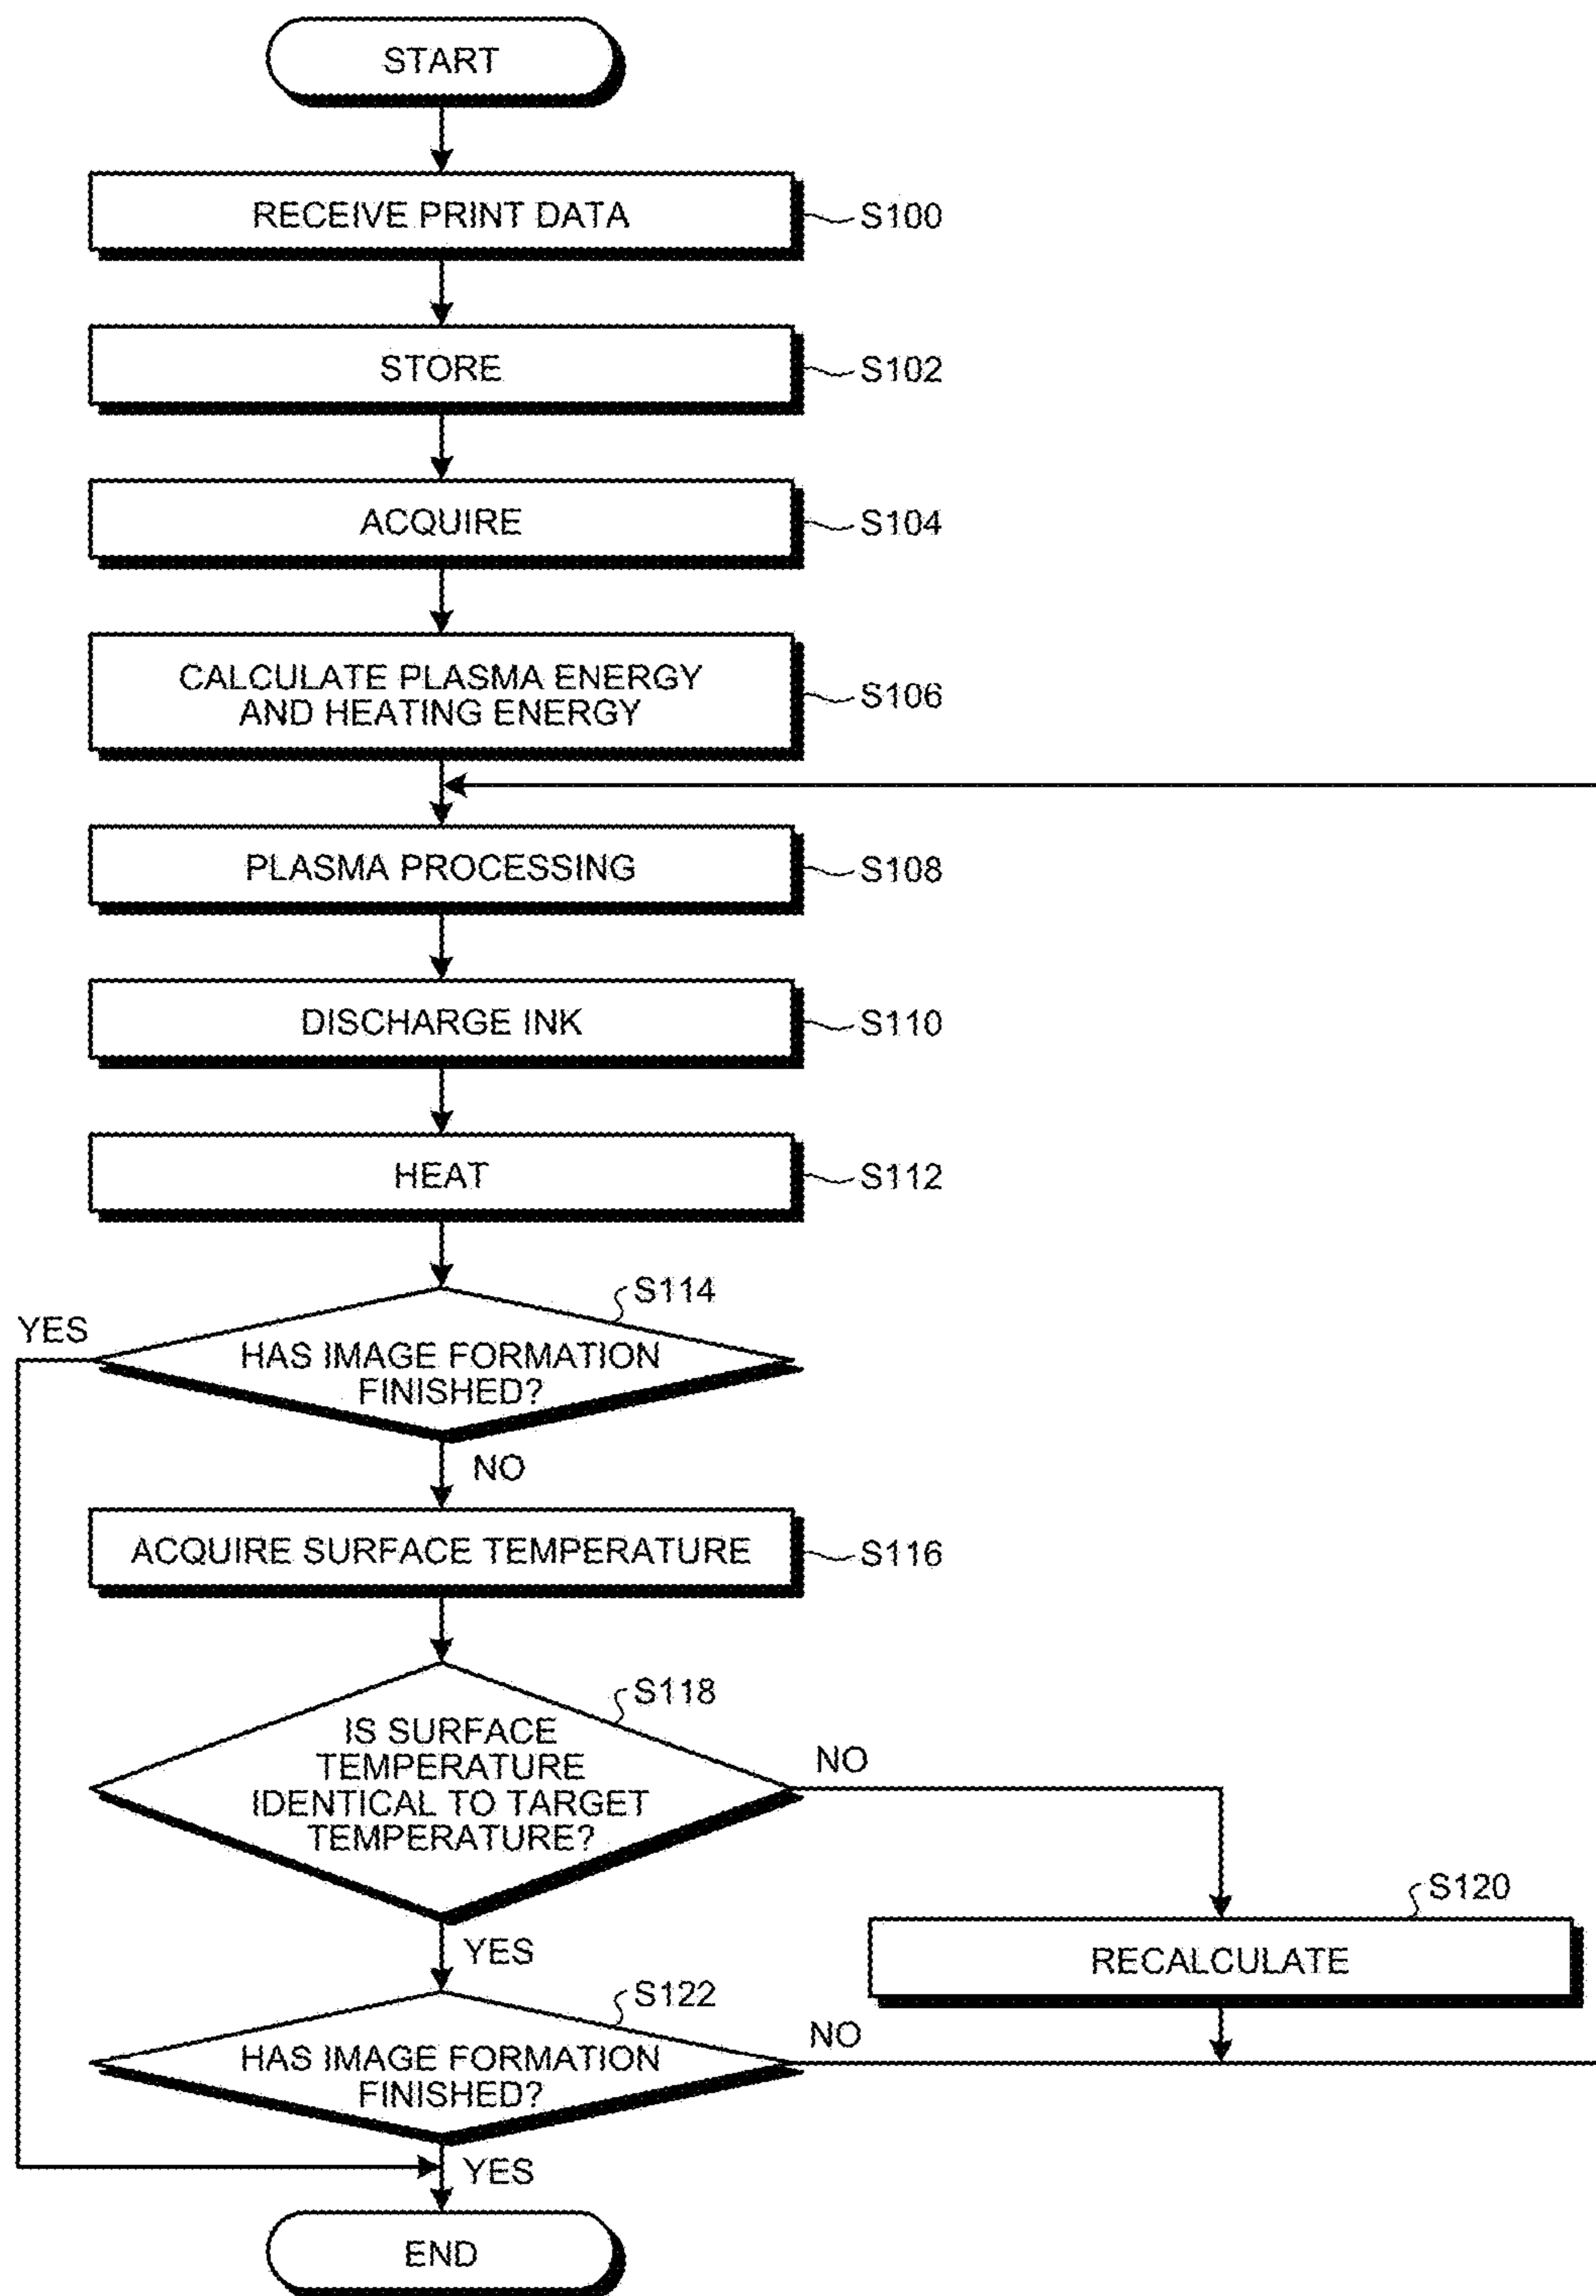 START
RECEIVE PRINT DATA
S100
STORE
S102
ACQUIRE
S104
CALCULATE PLASMA ENERGY
AND HEATING ENERGY
S106
PLASMA PROCESSING
S108
DISCHARGE INK
S110
HEAT
S112
S114
YES
HAS IMAGE FORMATION
FINISHED?
NO
ACQUIRE SURFACE TEMPERATURE
S116
S118
IS SURFACE
TEMPERATURE
IDENTICAL TO TARGET
TEMPERATURE?
NO
S120
RECALCULATE
YES
S122
HAS IMAGE FORMATION
FINISHED?
NO
YES
END